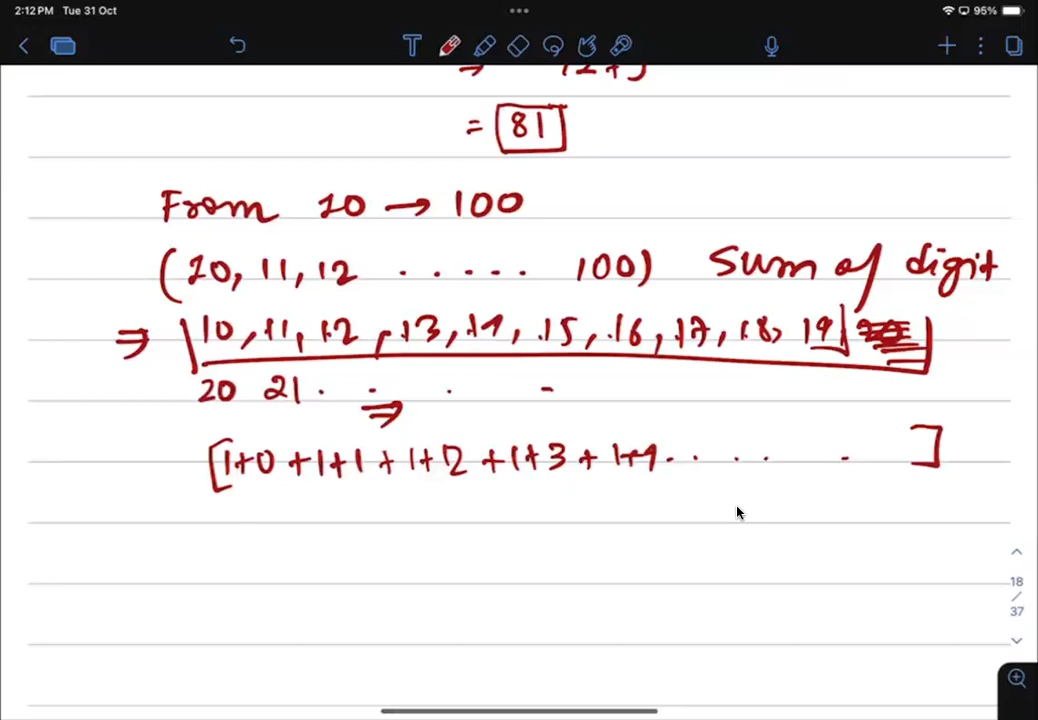 2:12 PM Tue 31 Oct
95%
= 81
From 10 → 100
(10, 11, 12 ..... 100) Sum of digit
⇒ 10, 11, 12, 13, 14, 15, 16, 17, 18, 19
20 21 . . . -
⇒
[1+0 + 1+1 + 1+2 + 1+3 + 1+4 . . . . . ]
18
/
37